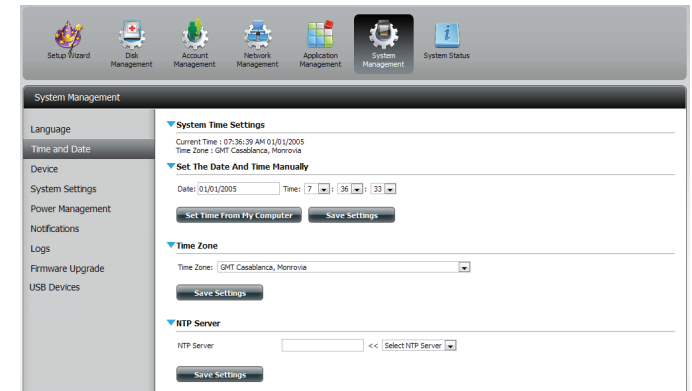 Setup Wizard
Disk Management
Account Management
Network Management
Application Management
System Management
System Status
System Management
Language
Time and Date
Device
System Settings
Power Management
Notifications
Logs
Firmware Upgrade
USB Devices
System Time Settings
Current Time : 07:36:39 AM 01/01/2005
Time Zone : GMT Casablanca, Monrovia
Set The Date And Time Manually
Date: 01/01/2005 Time: 7 : 36 : 33
Set Time From My Computer Save Settings
Time Zone
Time Zone: GMT Casablanca, Monrovia
Save Settings
NTP Server
NTP Server << Select NTP Server
Save Settings